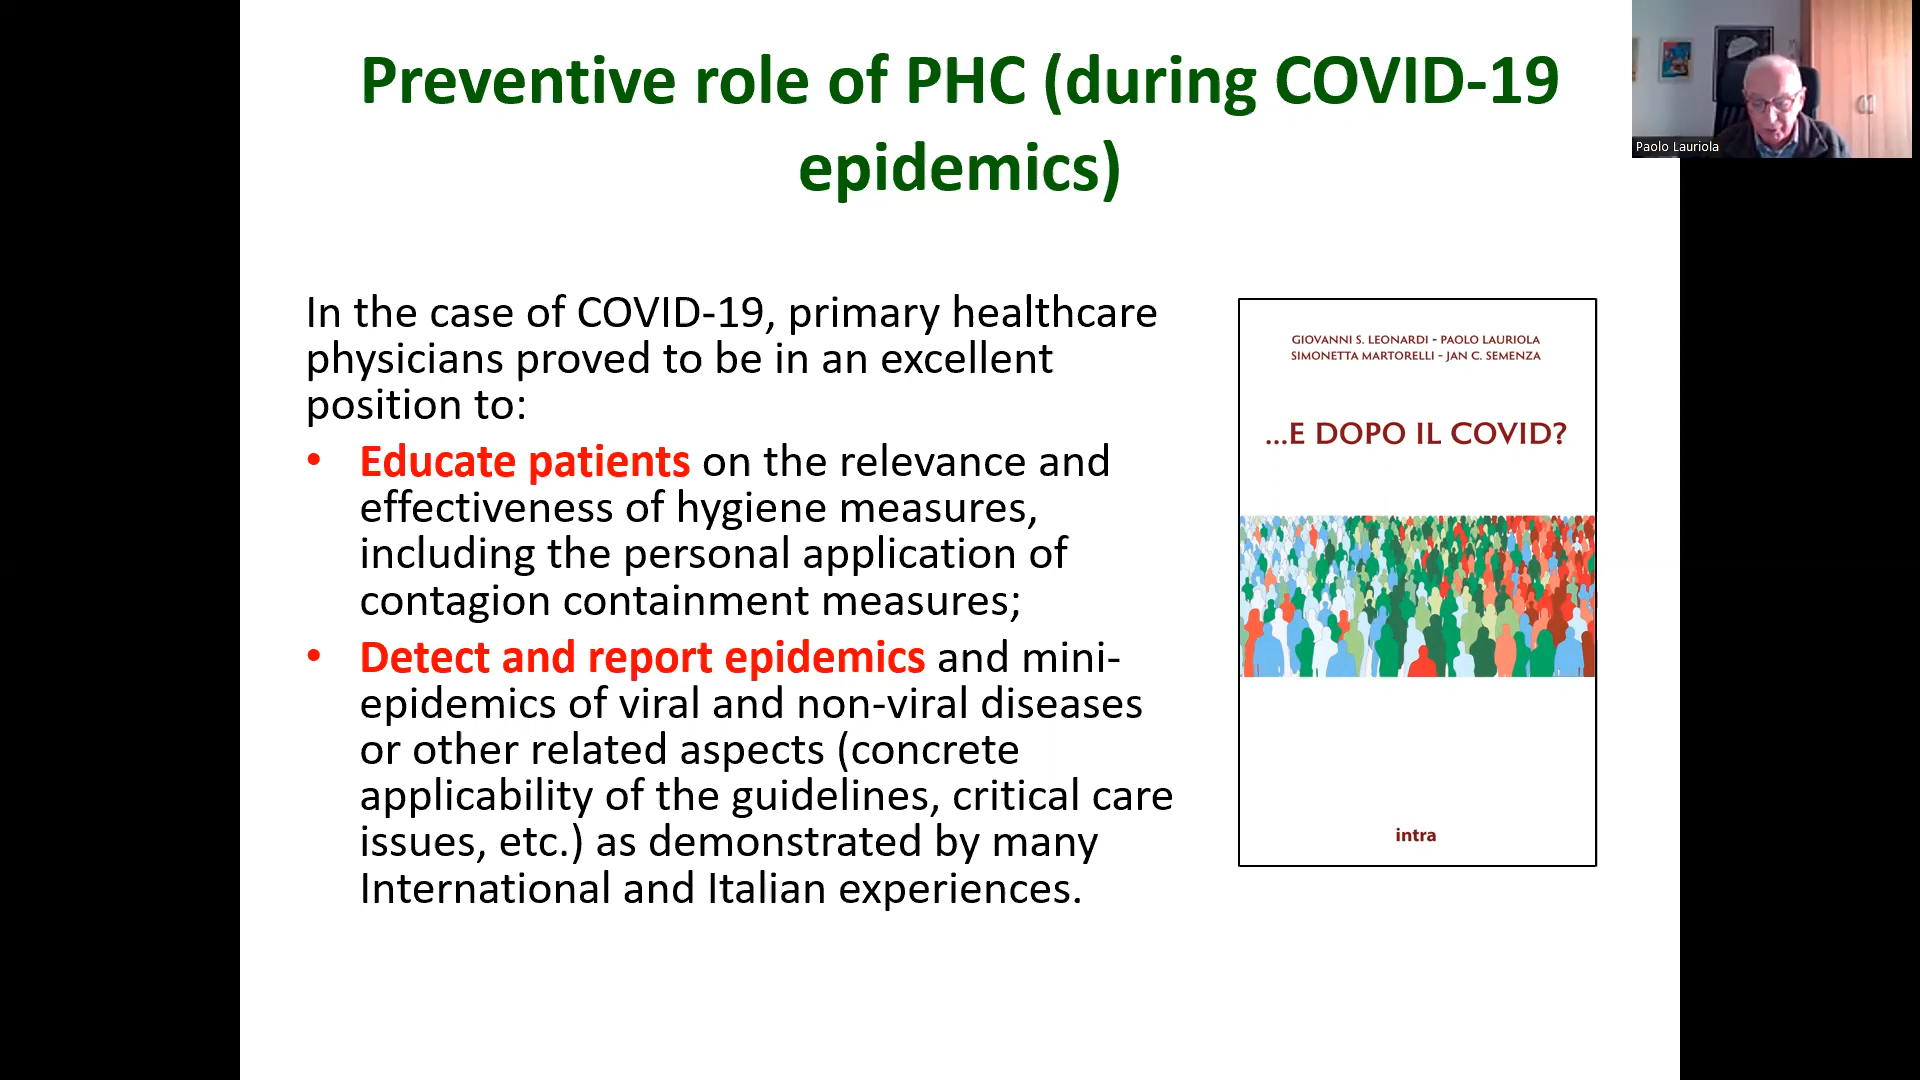 Preventive role of PHC (during COVID-19
epidemics)
Paolo Lauriola
In the case of COVID-19, primary healthcare
physicians proved to be in an excellent
position to:
• Educate patients on the relevance and
effectiveness of hygiene measures,
including the personal application of
contagion containment measures;
• Detect and report epidemics and mini-
epidemics of viral and non-viral diseases
or other related aspects (concrete
applicability of the guidelines, critical care
issues, etc.) as demonstrated by many
International and Italian experiences.
GIOVANNI S. LEONARDI - PAOLO LAURIOLA
SIMONETTA MARTORELLI - JAN C. SEMENZA
...E DOPO IL COVID?
intra